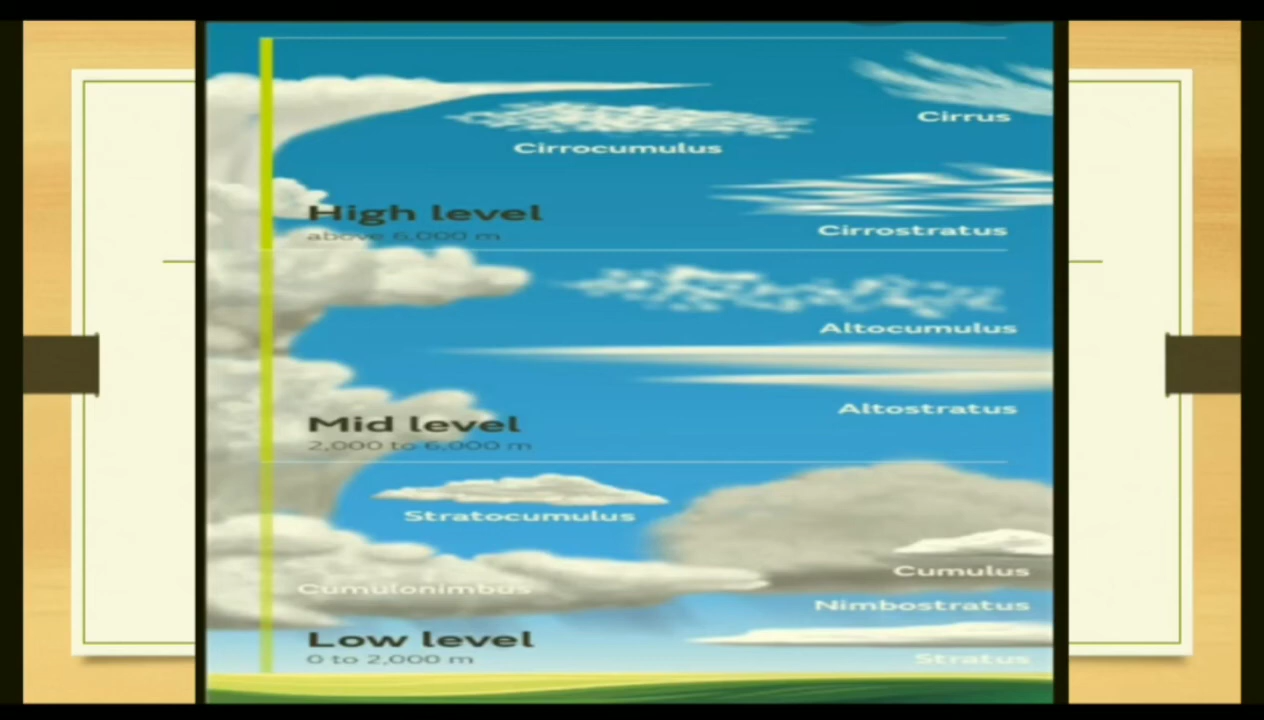 Cirrus
Cirrocumulus
High level
above 6,000 m
Cirrostratus
Altocumulus
Altostratus
Mid level
2,000 to 6,000 m
Stratocumulus
Cumulus
Cumulonimbus
Nimbostratus
Low level
0 to 2,000 m
Stratus